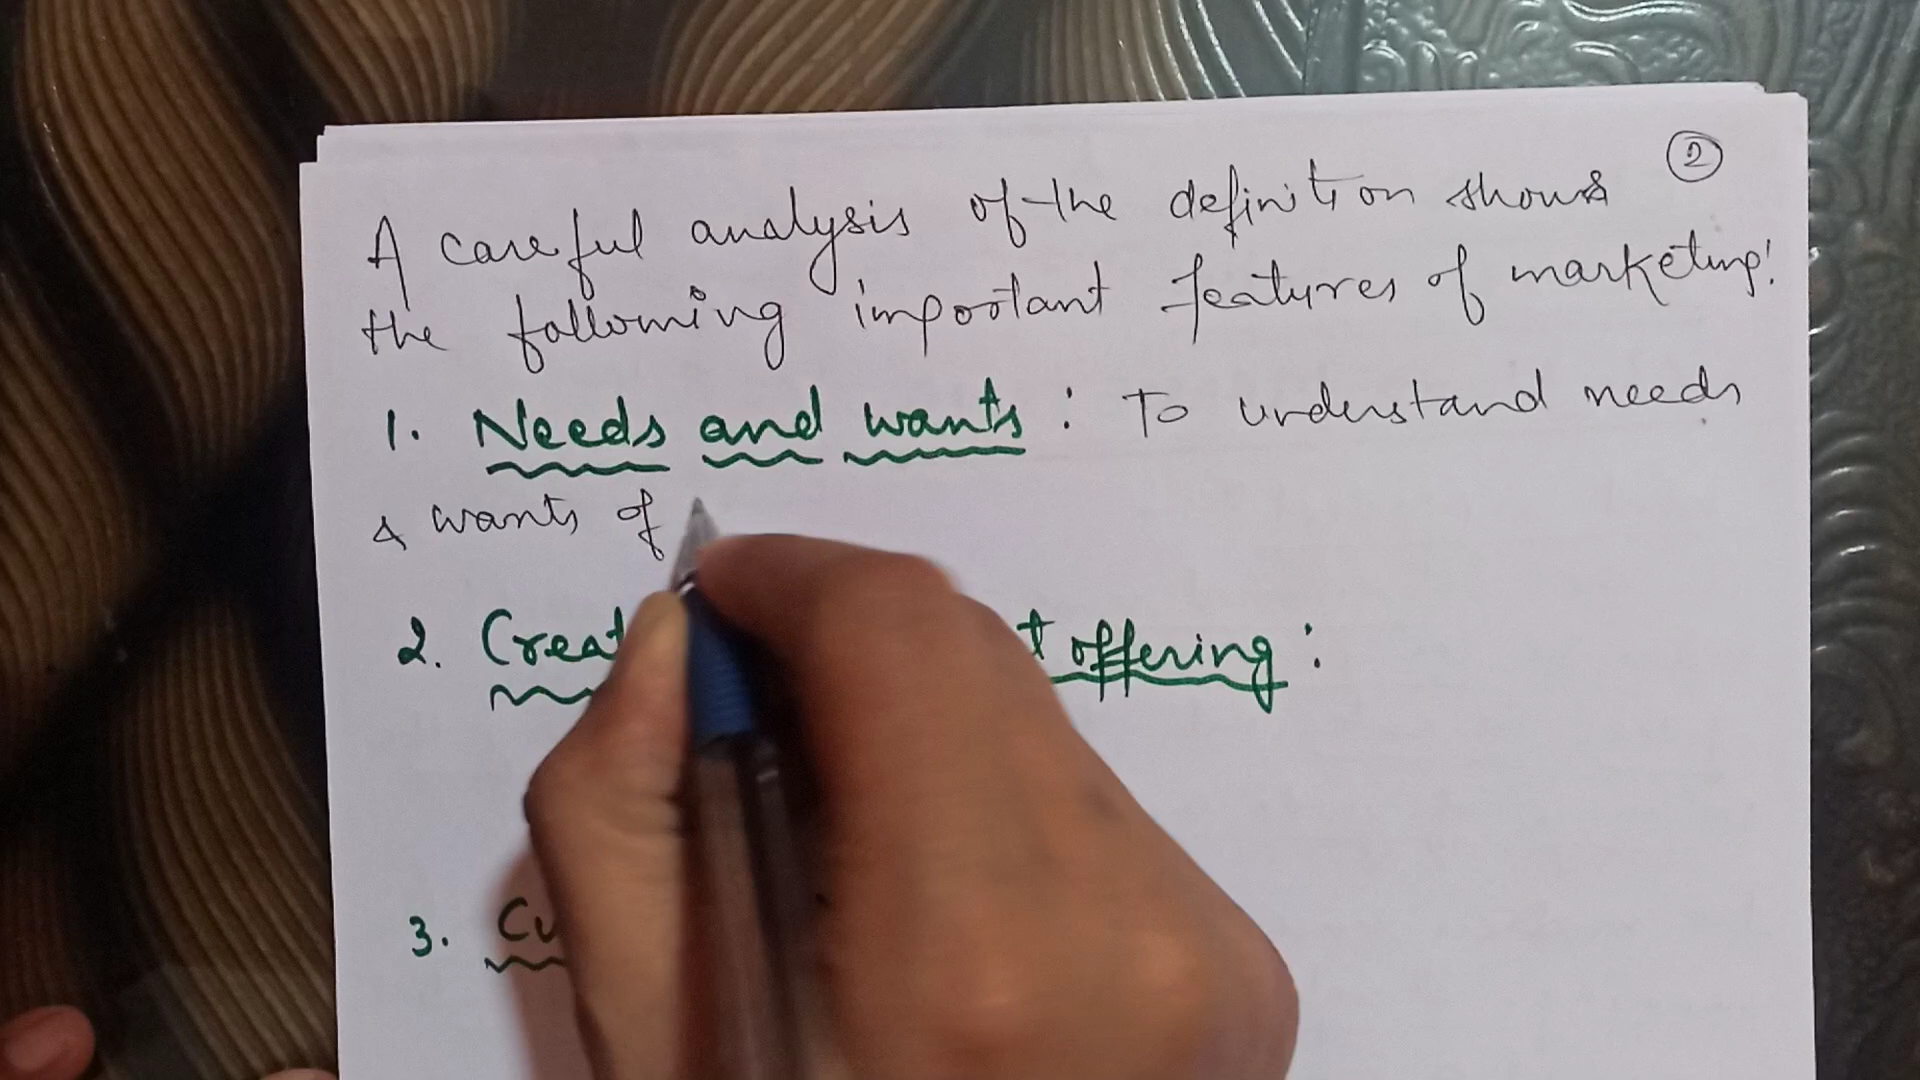 ②
A careful analysis of the definition shows
the following important features of marketing:
1. Needs and wants : To understand needs
& wants of
2. offering :
3.